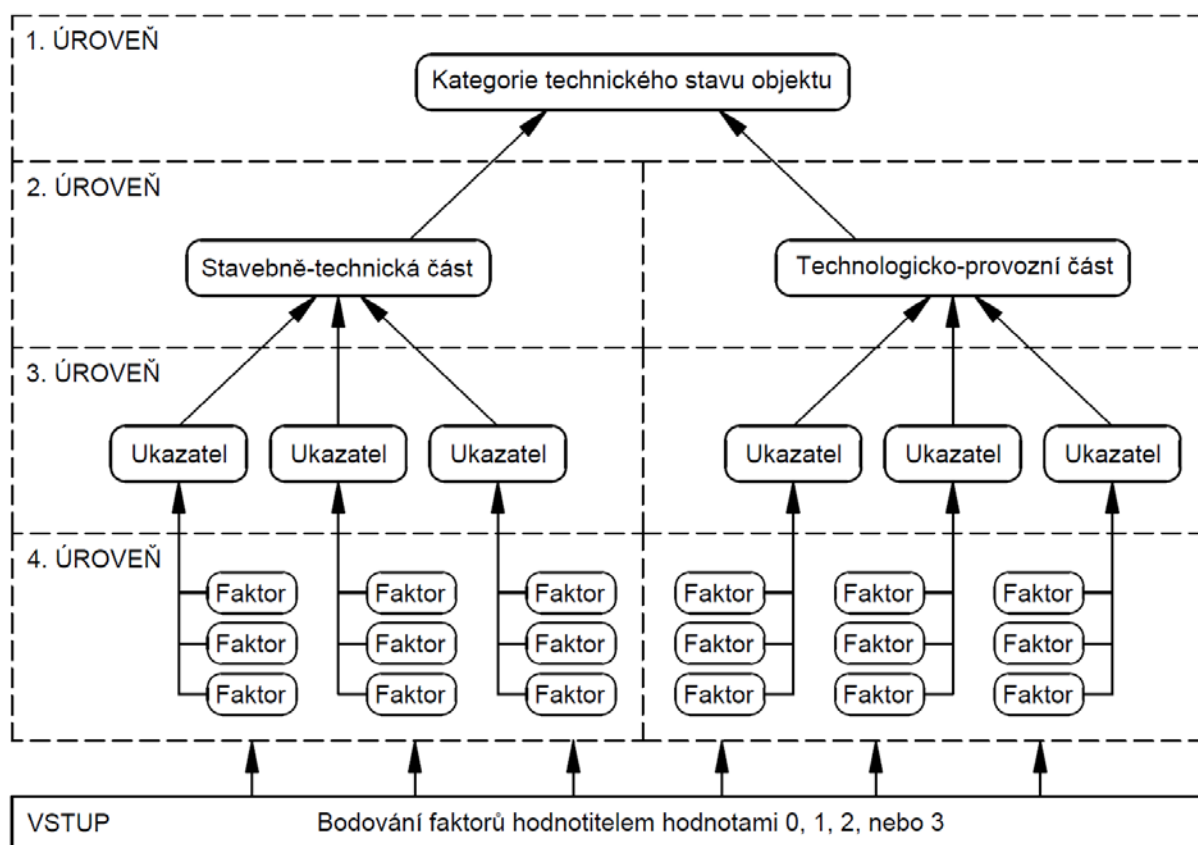 1. ÚROVEŇ
Kategorie technického stavu objektu
2. ÚROVEŇ
Stavebně-technická část
Technologicko-provozní část
3. ÚROVEŇ
Ukazatel Ukazatel Ukazatel Ukazatel Ukazatel Ukazatel
4. ÚROVEŇ
Faktor Faktor Faktor Faktor Faktor Faktor
Faktor Faktor Faktor Faktor Faktor Faktor
Faktor Faktor Faktor Faktor Faktor Faktor
VSTUP Bodování faktorů hodnotitelem hodnotami 0, 1, 2, nebo 3